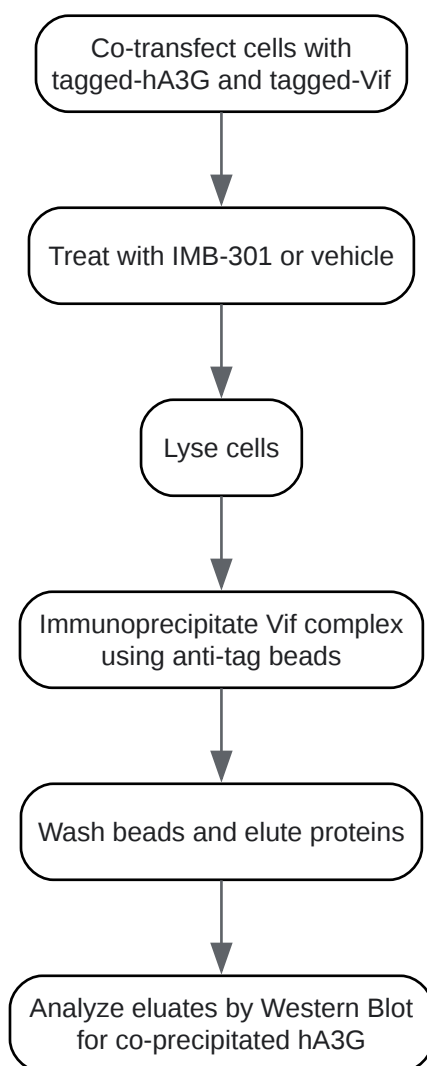 Co-transfect cells with
tagged-hA3G and tagged-Vif
Treat with IMB-301 or vehicle
Lyse cells
Immunoprecipitate Vif complex
using anti-tag beads
Wash beads and elute proteins
Analyze eluates by Western Blot
for co-precipitated hA3G